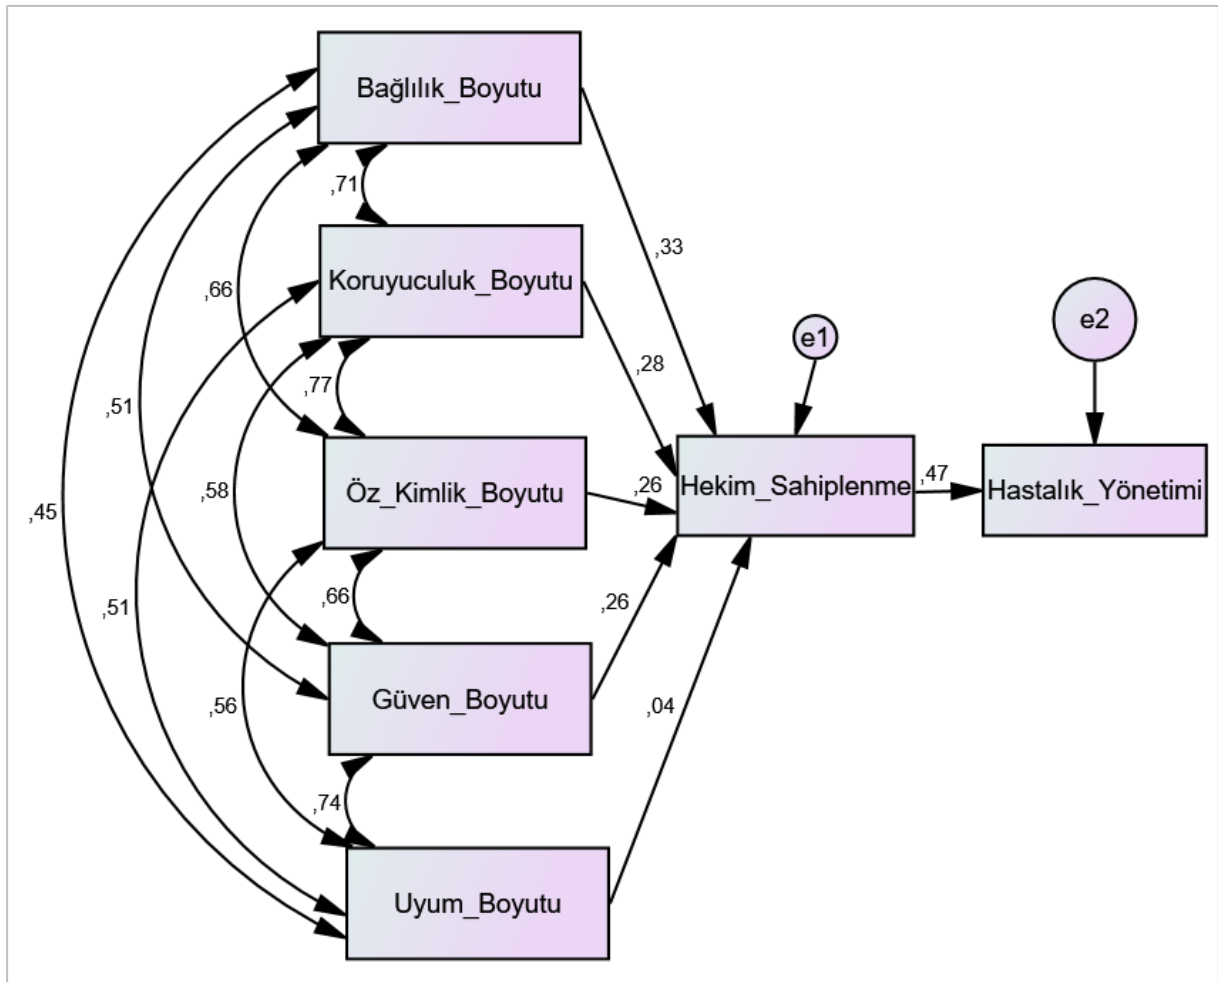 Bağlılık_Boyutu
,71
Koruyuculuk_Boyutu
,33
,66
e1
e2
,28
,77
,51
Öz_Kimlik_Boyutu
,26
Hekim_Sahiplenme
,47
Hastalık_Yönetimi
,58
,45
,51
,66
,26
Güven_Boyutu
,56
,04
,74
Uyum_Boyutu